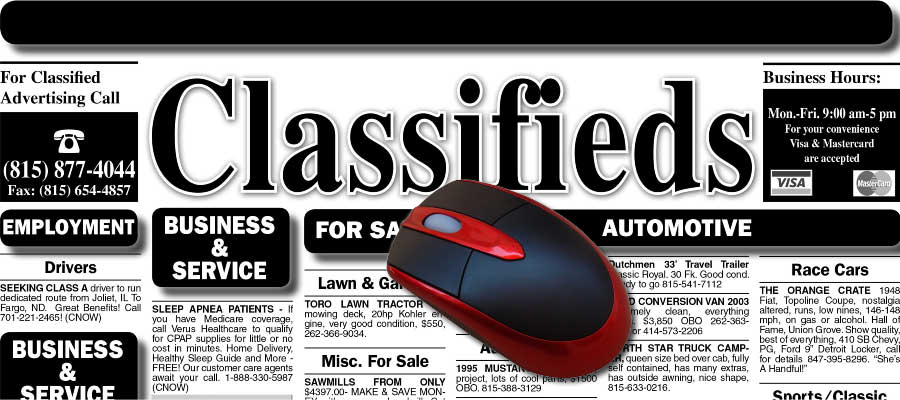 For Classified
Advertising Call
(815) 877-4044
Fax: (815) 654-4857
Classifieds
Business Hours:
Mon.-Fri. 9:00 am-5 pm
For your convenience
Visa & Mastercard
are accepted
VISA
MasterCard
EMPLOYMENT
Drivers
SEEKING CLASS A driver to run
dedicated route from Joliet, IL To
Fargo, ND. Great Benefits! Call
701-221-2465! (CNOW)
BUSINESS
&
SERVICE
BUSINESS
&
SERVICE
SLEEP APNEA PATIENTS - If
you have Medicare coverage,
call Verus Healthcare to qualify
for CPAP supplies for little or no
cost in minutes. Home Delivery,
Healthy Sleep Guide and More -
FREE! Our customer care agents
await your call. 1-888-330-5987
(CNOW)
FOR SA
Lawn & Ga
TORO LAWN TRACTOR
mowing deck, 20hp Kohler en
gine, very good condition, $550,
262-366-9034.
Misc. For Sale
SAWMILLS FROM ONLY
$4397.00- MAKE & SAVE MON-
AUTOMOTIVE
1995 MUSTAN
project, lots of cool parts, $1500
OBO. 815-388-3129
Dutchmen 33' Travel Trailer
assic Royal. 30 Fk. Good cond.
dy to go 815-541-7112
D CONVERSION VAN 2003
mely clean, everything
$3,850 OBO 262-363-
or 414-573-2206
RTH STAR TRUCK CAMP-
queen size bed over cab, fully
self contained, has many extras,
has outside awning, nice shape,
815-633-0216.
Race Cars
THE ORANGE CRATE 1948
Fiat, Topoline Coupe, nostalgia
altered, runs, low nines, 146-148
mph, on gas or alcohol. Hall of
Fame, Union Grove. Show quality,
best of everything, 410 SB Chevy,
PG, Ford 9" Detroit Locker, call
for details 847-395-8296. "She's
A Handful!"
Sports/Classic